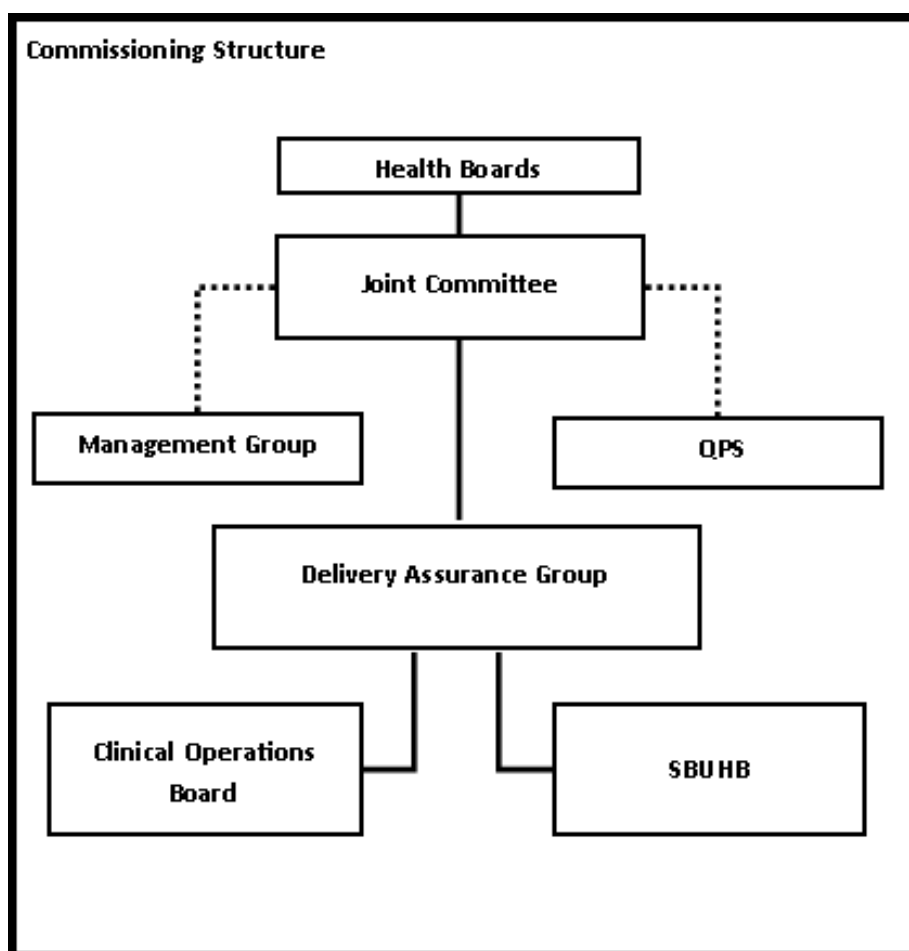 Commissioning Structure
Health Boards
Joint Committee
Management Group
QPS
Delivery Assurance Group
Clinical Operations
Board
SBUHB